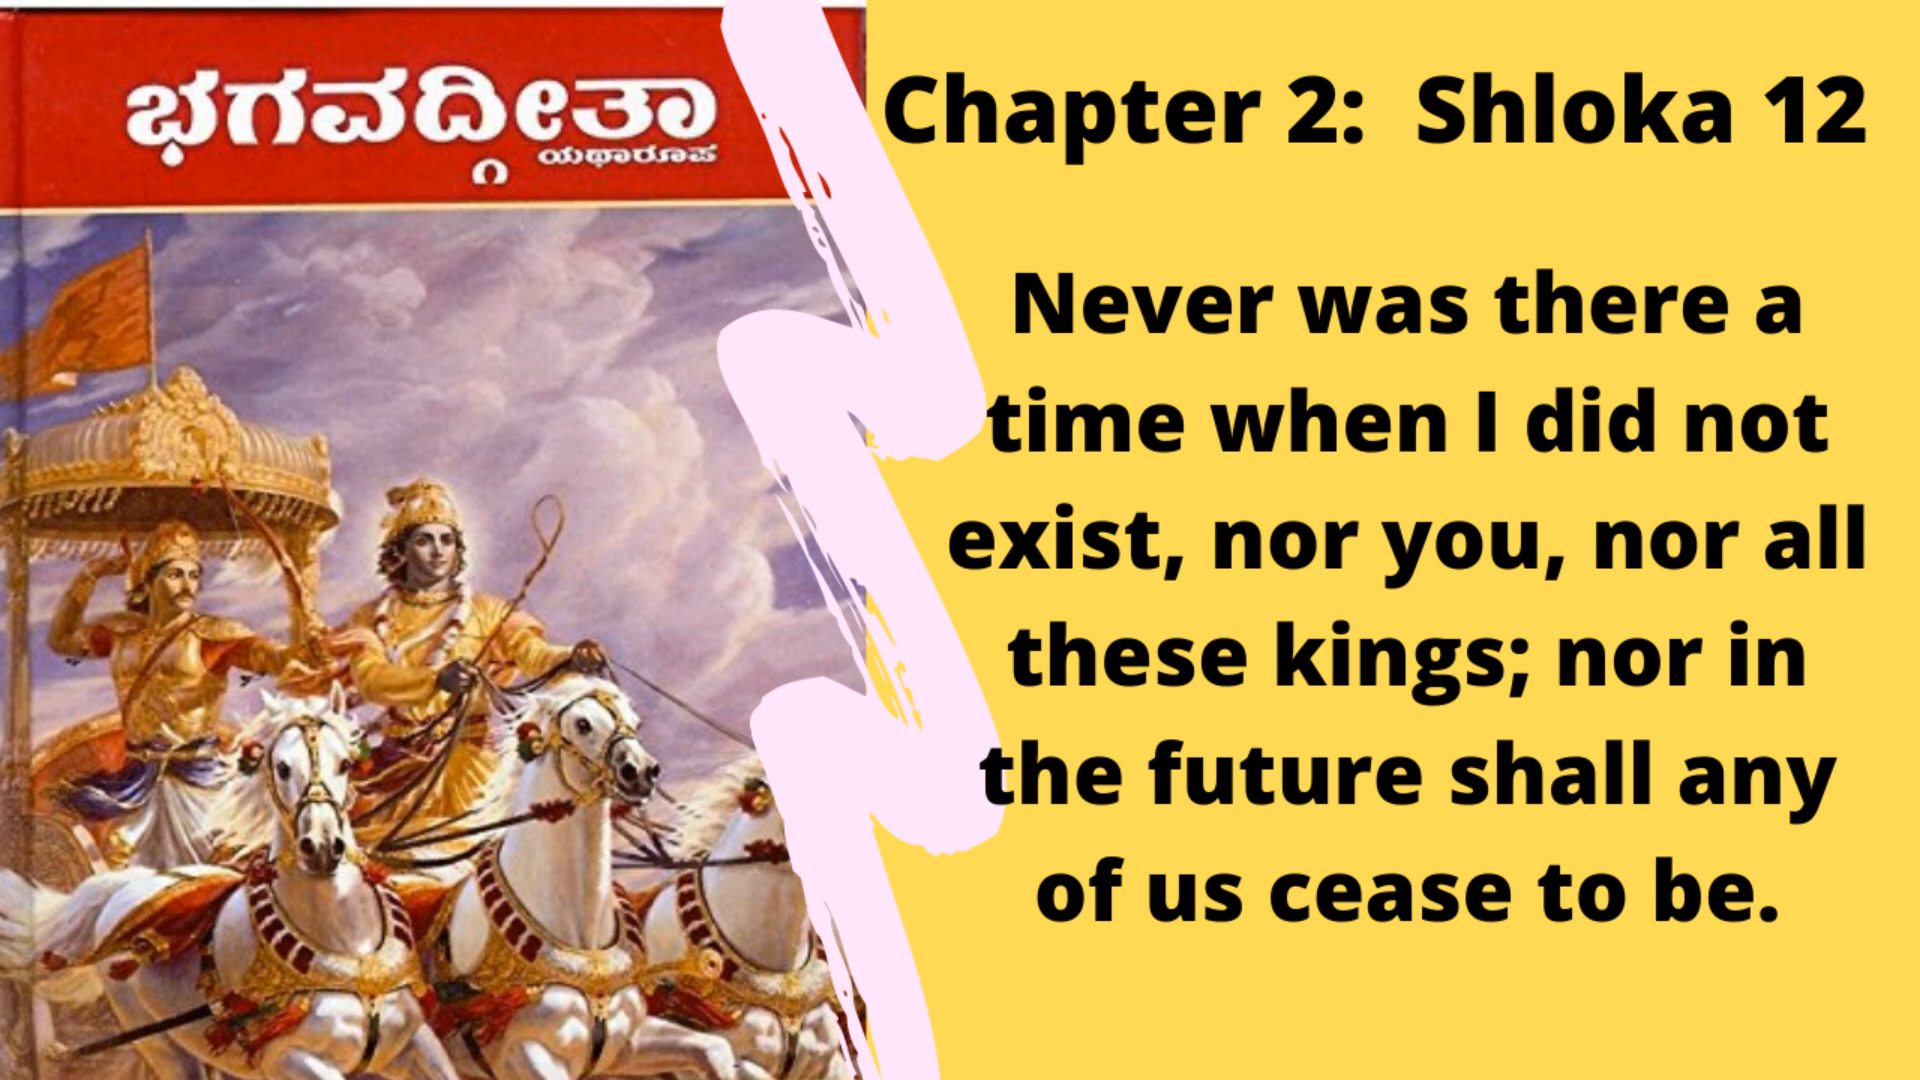 ಭಗವದ್ಗೀತಾ
ಯಥಾರೂಪ
Chapter 2:  Shloka 12
Never was there a
time when I did not
exist, nor you, nor all
these kings; nor in
the future shall any
of us cease to be.